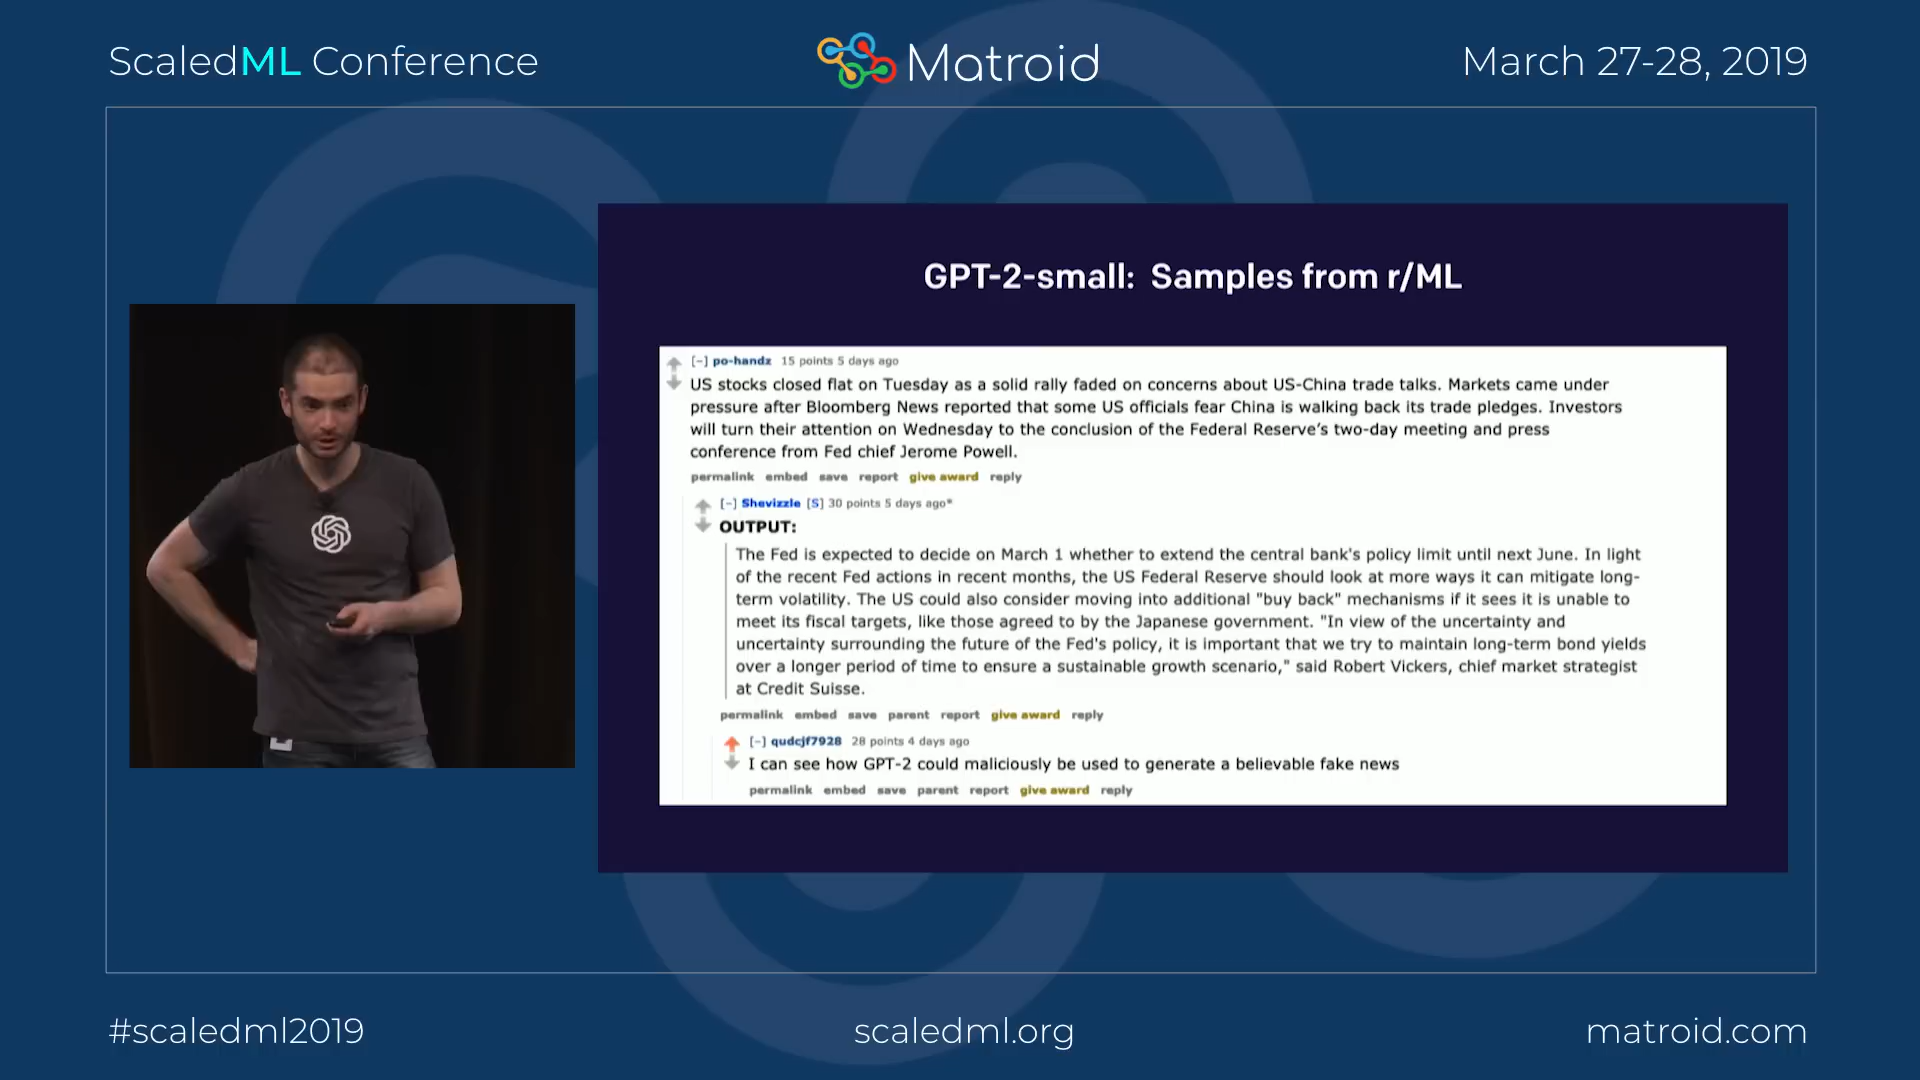 ScaledML Conference
Matroid
March 27-28, 2019
GPT-2-small: Samples from r/ML
[-] po-handz 15 points 5 days ago
US stocks closed flat on Tuesday as a solid rally faded on concerns about US-China trade talks. Markets came under
pressure after Bloomberg News reported that some US officials fear China is walking back its trade pledges. Investors
will turn their attention on Wednesday to the conclusion of the Federal Reserve's two-day meeting and press
conference from Fed chief Jerome Powell.
permalink embed save report give award reply
[-] Shevizzle [S] 30 points 5 days ago*
OUTPUT:
The Fed is expected to decide on March 1 whether to extend the central bank's policy limit until next June. In light
of the recent Fed actions in recent months, the US Federal Reserve should look at more ways it can mitigate long-
term volatility. The US could also consider moving into additional "buy back" mechanisms if it sees it is unable to
meet its fiscal targets, like those agreed to by the Japanese government. "In view of the uncertainty and
uncertainty surrounding the future of the Fed's policy, it is important that we try to maintain long-term bond yields
over a longer period of time to ensure a sustainable growth scenario," said Robert Vickers, chief market strategist
at Credit Suisse.
permalink embed save parent report give award reply
[-] qudcjf7928 28 points 4 days ago
I can see how GPT-2 could maliciously be used to generate a believable fake news
permalink embed save parent report give award reply
#scaledml2019
scaledml.org
matroid.com